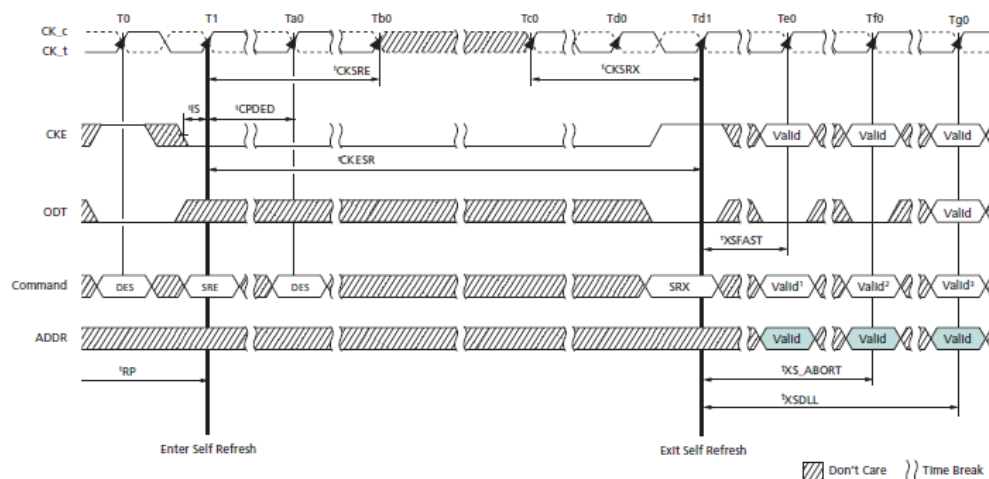 T0 T1 Ta0 Tb0 Tc0 Td0 Td1 Te0 Tf0 Tg0
CK_c
CK_t
tCKSRE tCKSRX
tIS tCPDED
CKE Valid Valid Valid
tCKESR
ODT Valid
tXSFAST
Command DES SRE DES SRX Valid¹ Valid² Valid³
ADDR Valid Valid Valid
tRP tXS_ABORT
tXSDLL
Enter Self Refresh Exit Self Refresh
Don't Care Time Break